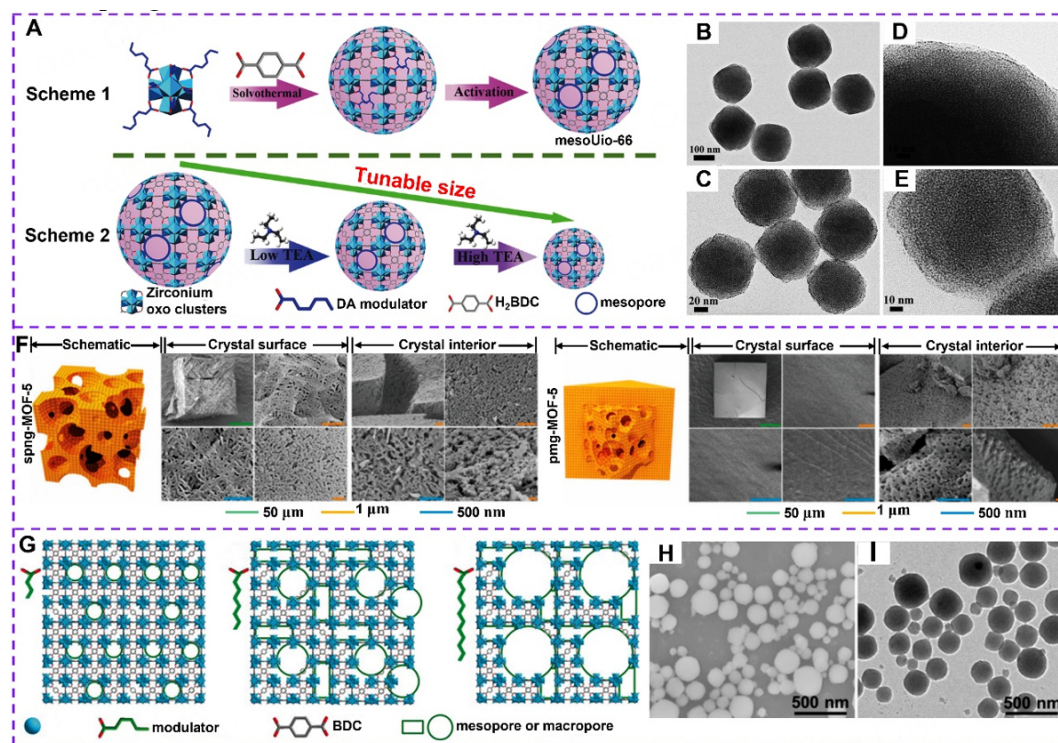 A
Scheme 1
Solvothermal
Activation
mesoUio-66
Tunable size
Scheme 2
Low TEA
High TEA
Zirconium
oxo clusters
DA modulator
H₂BDC
mesopore
B
100 nm
D
C
20 nm
E
10 nm
F
Schematic
Crystal surface
Crystal interior
spng-MOF-5
50 μm
1 μm
500 nm
Schematic
Crystal surface
Crystal interior
pmg-MOF-5
50 μm
1 μm
500 nm
G
modulator
BDC
mesopore or macropore
H
500 nm
I
500 nm